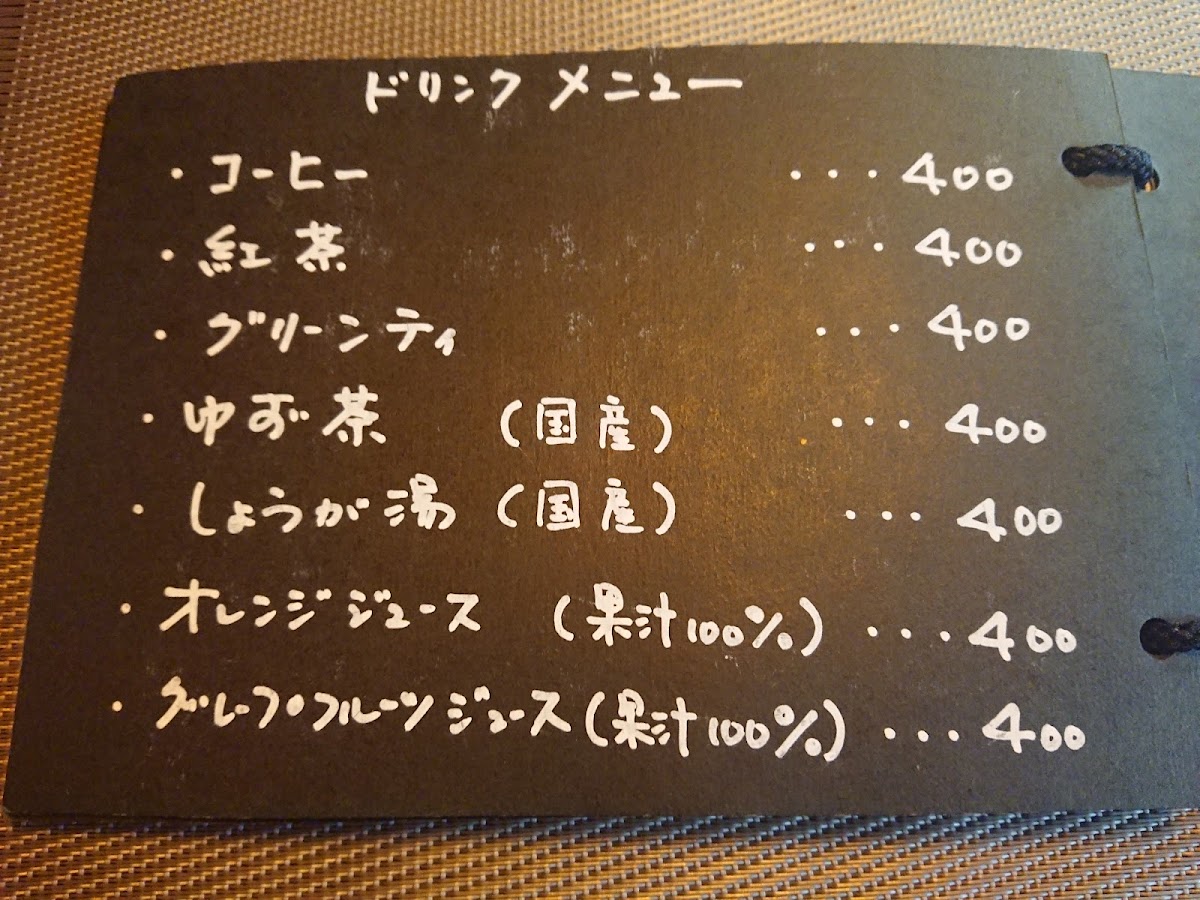 ドリンクメニュー
・コーヒー ・・・400
・紅茶 ・・・400
・グリーンティ ・・・400
・ゆず茶 (国産) ・・・400
・しょうが湯 (国産) ・・・400
・オレンジジュース (果汁100%) ・・・400
・グレープフルーツジュース(果汁100%) ・・・400